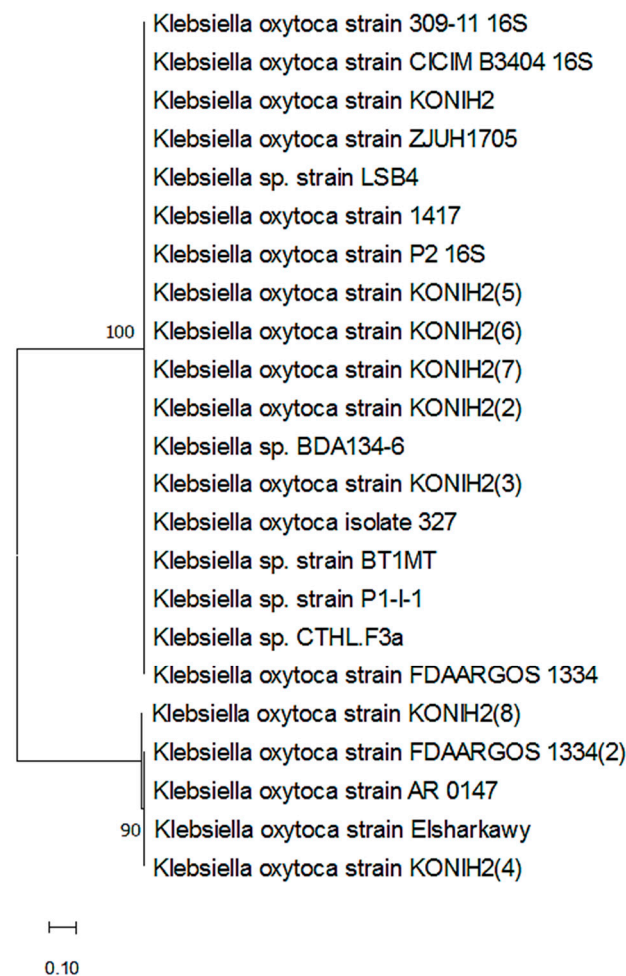 Klebsiella oxytoca strain 309-11 16S
Klebsiella oxytoca strain CICIM B3404 16S
Klebsiella oxytoca strain KONIH2
Klebsiella oxytoca strain ZJUH1705
Klebsiella sp. strain LSB4
Klebsiella oxytoca strain 1417
Klebsiella oxytoca strain P2 16S
Klebsiella oxytoca strain KONIH2(5)
100
Klebsiella oxytoca strain KONIH2(6)
Klebsiella oxytoca strain KONIH2(7)
Klebsiella oxytoca strain KONIH2(2)
Klebsiella sp. BDA134-6
Klebsiella oxytoca strain KONIH2(3)
Klebsiella oxytoca isolate 327
Klebsiella sp. strain BT1MT
Klebsiella sp. strain P1-I-1
Klebsiella sp. CTHL.F3a
Klebsiella oxytoca strain FDAARGOS 1334
Klebsiella oxytoca strain KONIH2(8)
Klebsiella oxytoca strain FDAARGOS 1334(2)
Klebsiella oxytoca strain AR 0147
90 Klebsiella oxytoca strain Elsharkawy
Klebsiella oxytoca strain KONIH2(4)
0.10